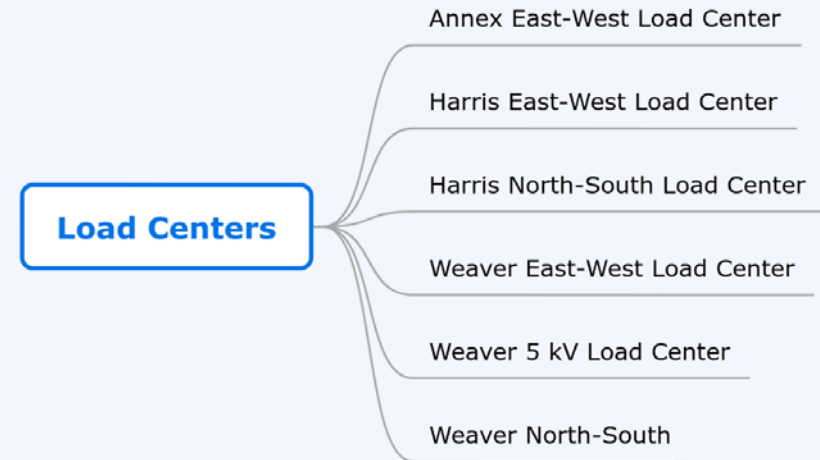 Annex East-West Load Center
Harris East-West Load Center
Harris North-South Load Center
Load Centers
Weaver East-West Load Center
Weaver 5 kV Load Center
Weaver North-South